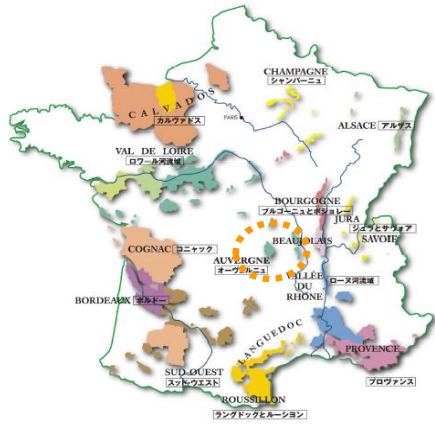 CHAMPAGNE
シャンパーニュ
CALVADOS
カルヴァドス
PARIS
ALSACE アルザス
VAL DE LOIRE
ロワール河流域
BOURGOGNE
ブルゴーニュとボジョレー
JURA
ジュラとサヴォア
SAVOIE
BEAUJOLAIS
COGNAC コニャック
AUVERGNE
オーヴェルニュ
VALLÉE
DU
RHÔNE
ローヌ河流域
BORDEAUX ボルドー
LANGUEDOC
PROVENCE
プロヴァンス
SUD-OUEST
スッド・ウエスト
ROUSSILLON
ラングドックとルーション